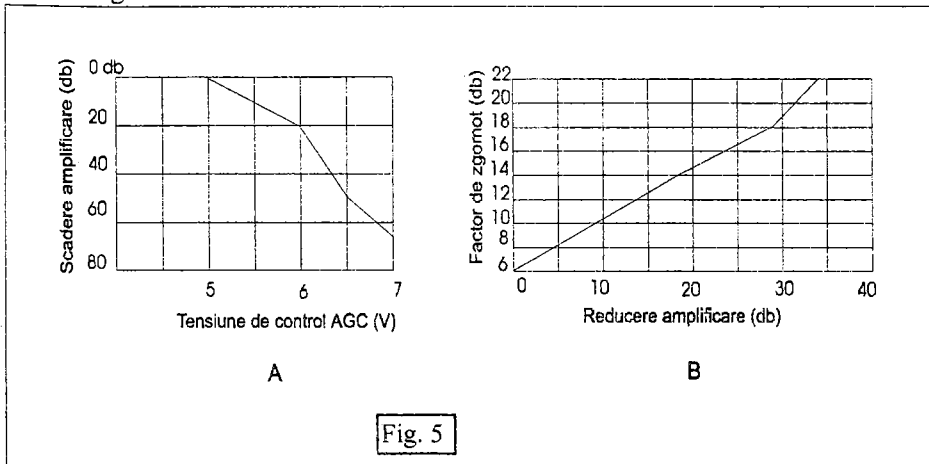 Scadere amplificare (db)
0 db
20
40
60
80
5 6 7
Tensiune de control AGC (V)
A
Factor de zgomot (db)
22
20
18
16
14
12
10
8
6
0 10 20 30 40
Reducere amplificare (db)
B
Fig. 5